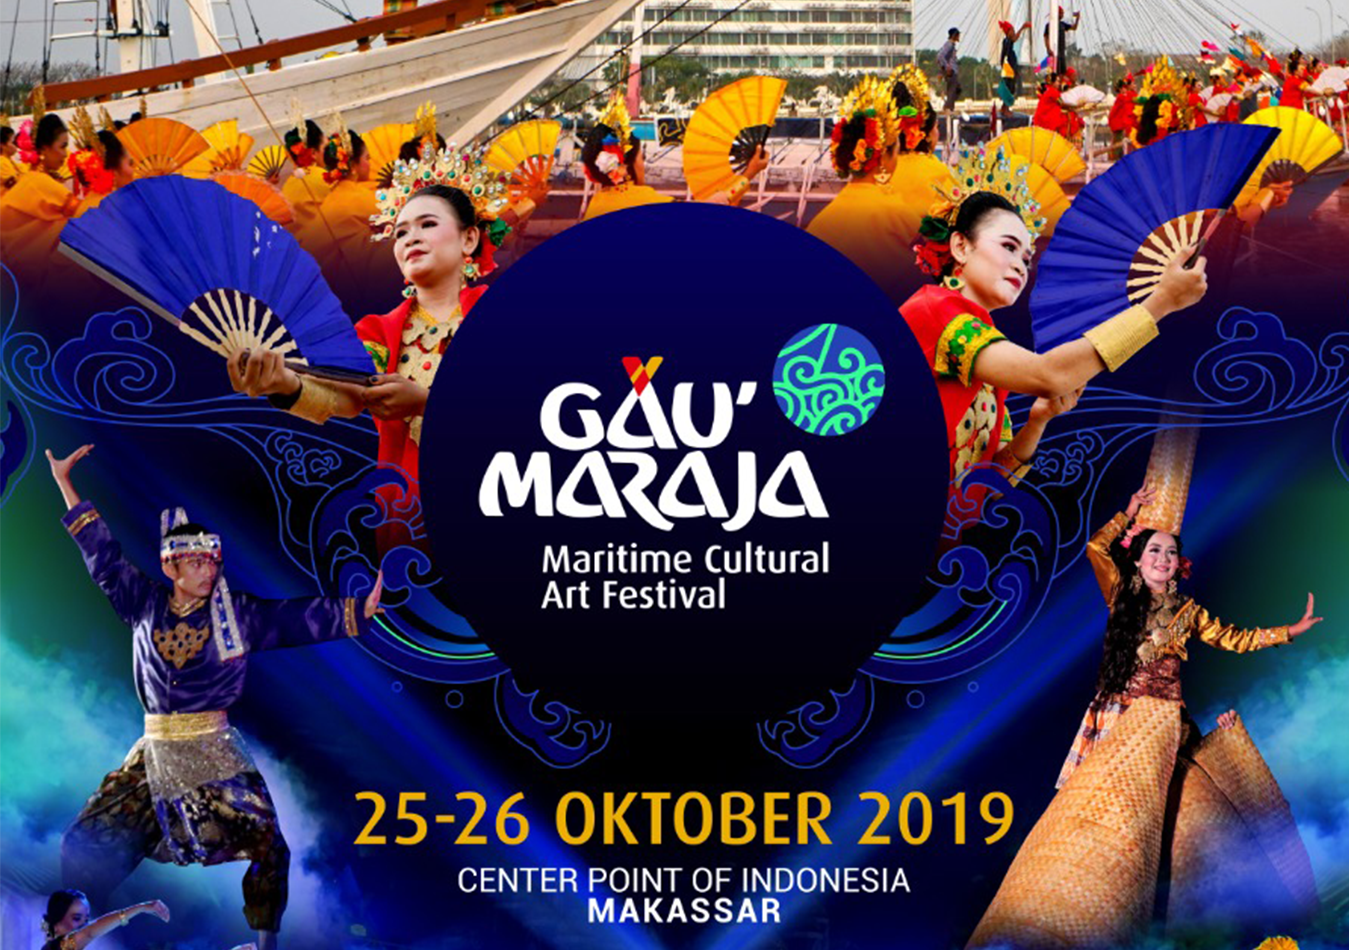 GAU'
MARAJA
Maritime Cultural
Art Festival
25-26 OKTOBER 2019
CENTER POINT OF INDONESIA
MAKASSAR